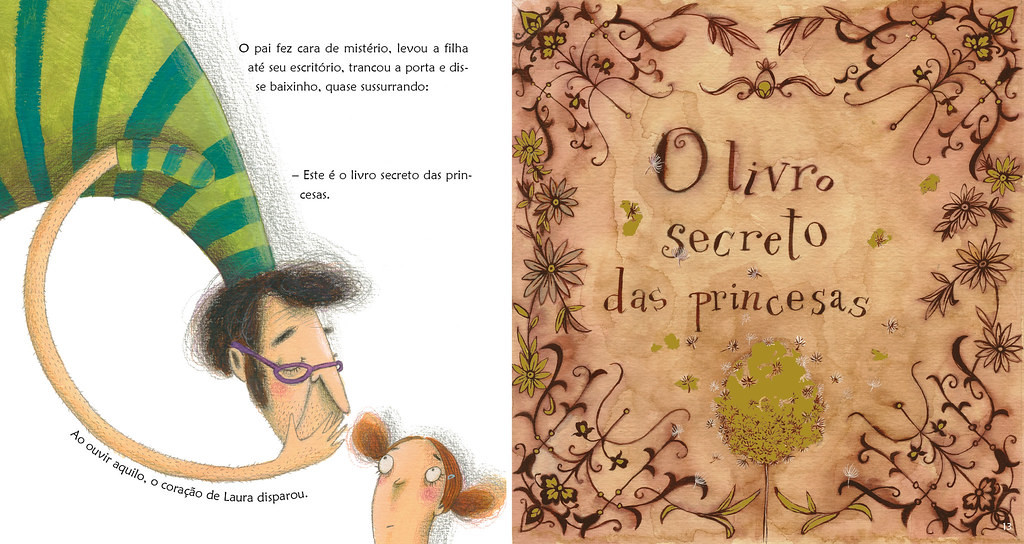 O pai fez cara de mistério, levou a filha
até seu escritório, trancou a porta e dis-
se baixinho, quase sussurrando:
– Este é o livro secreto das prin-
cesas.
Ao ouvir aquilo, o coração de Laura disparou.
O livro
secreto
das princesas
13